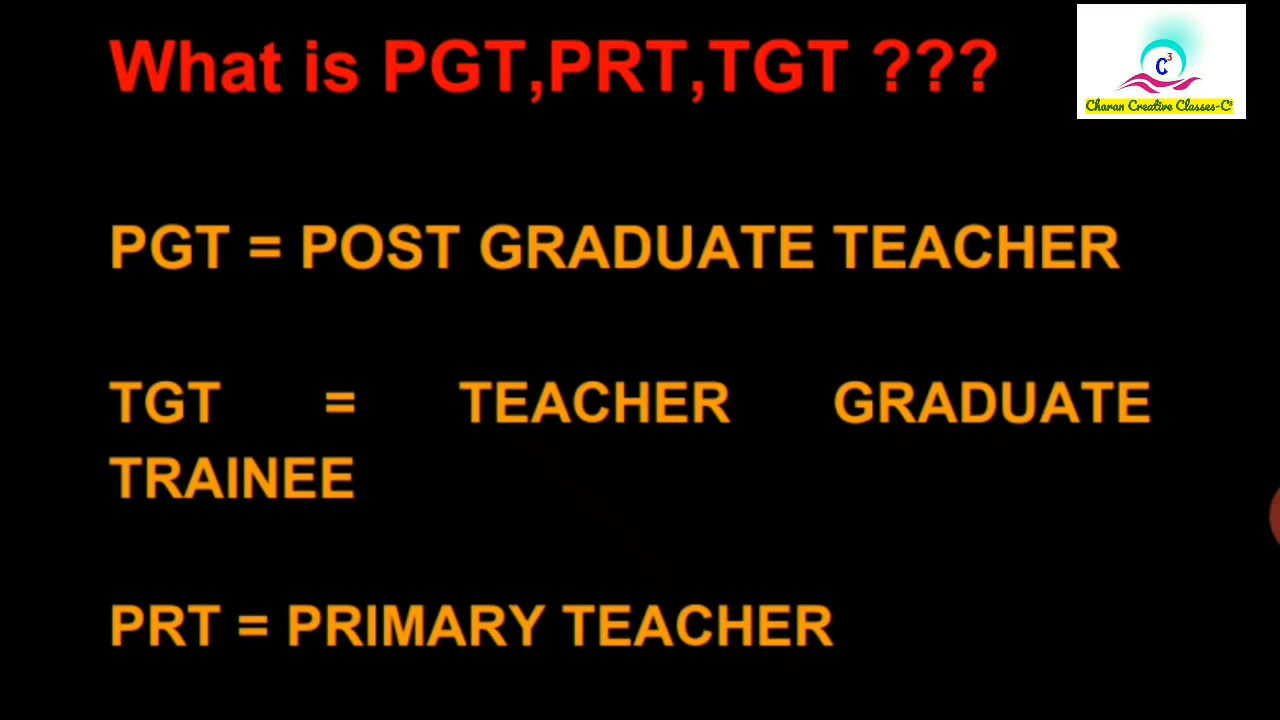 What is PGT,PRT,TGT ???
C³
Charan Creative Classes-C³
PGT = POST GRADUATE TEACHER
TGT = TEACHER GRADUATE
TRAINEE
PRT = PRIMARY TEACHER